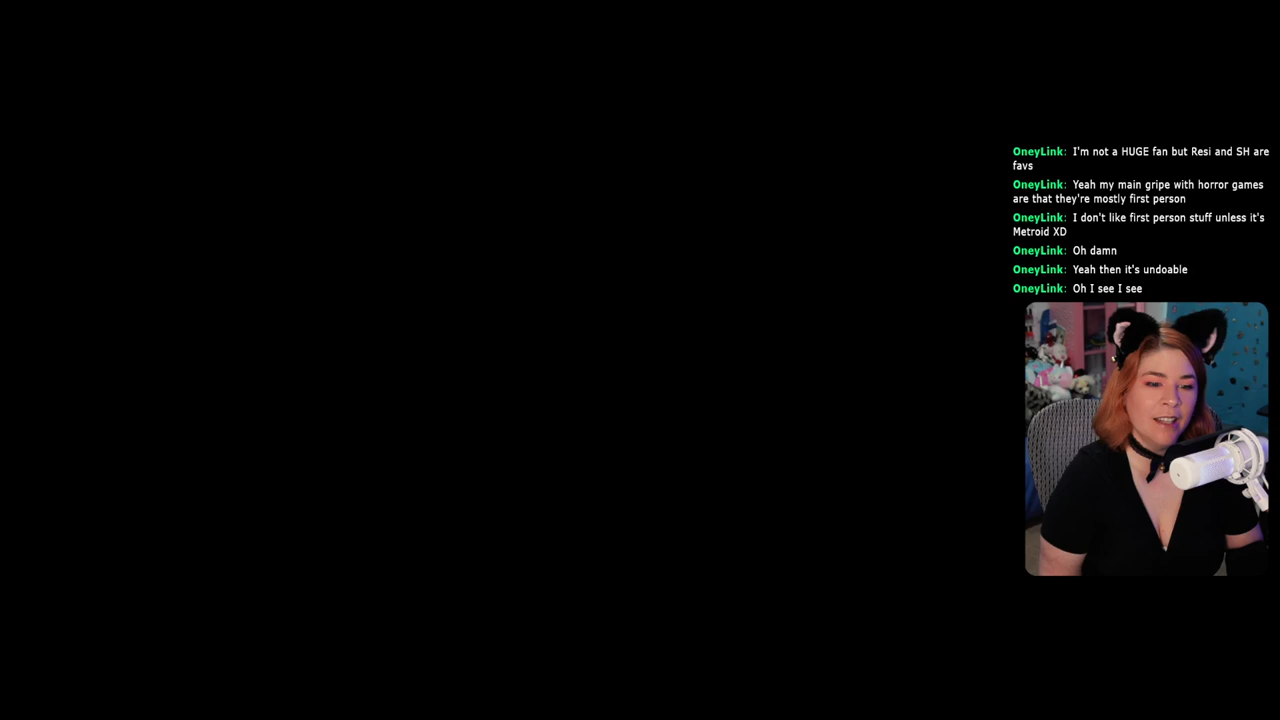 OneyLink: I'm not a HUGE fan but Resi and SH are
favs
OneyLink: Yeah my main gripe with horror games
are that they're mostly first person
OneyLink: I don't like first person stuff unless it's
Metroid XD
OneyLink: Oh damn
OneyLink: Yeah then it's undoable
OneyLink: Oh I see I see